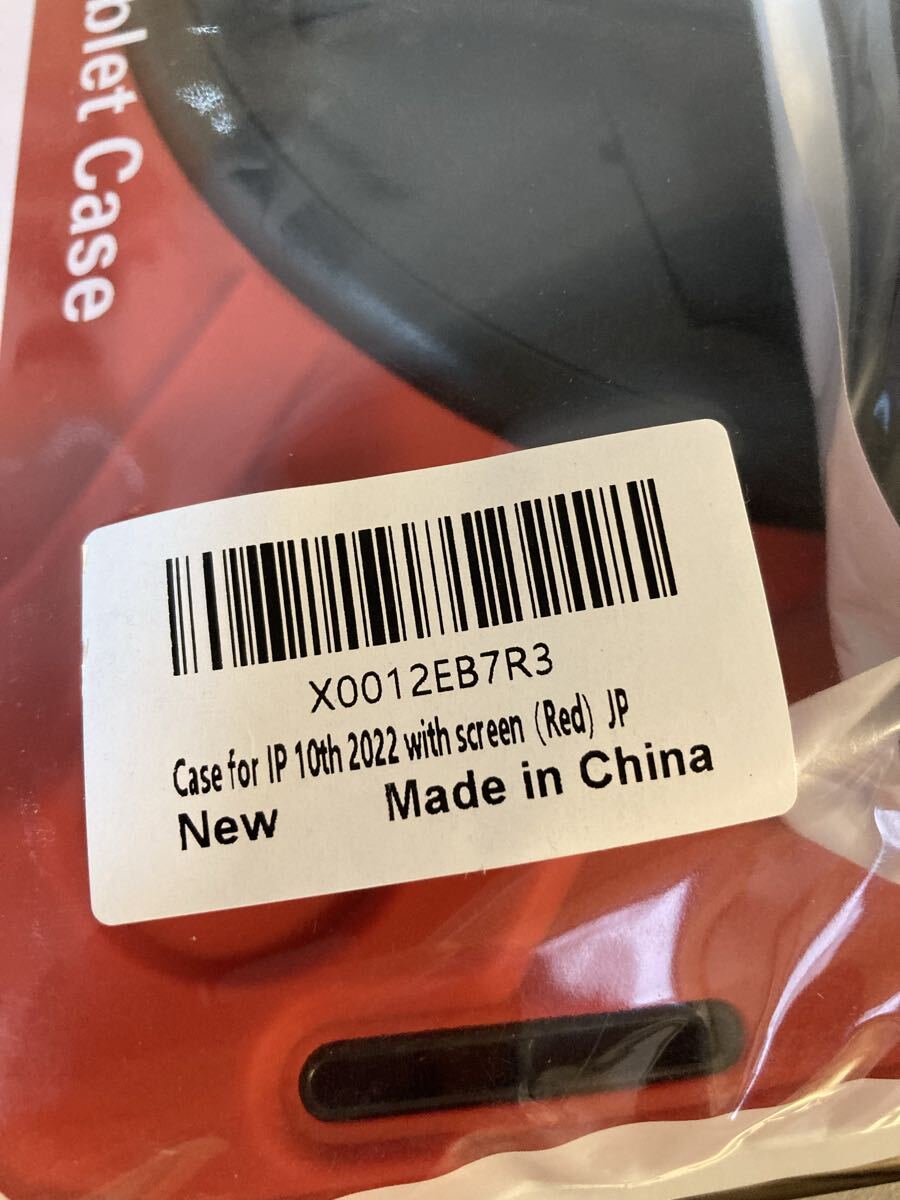 blet Case
X0012EB7R3
Case for IP 10th 2022 with screen（Red）JP
New Made in China